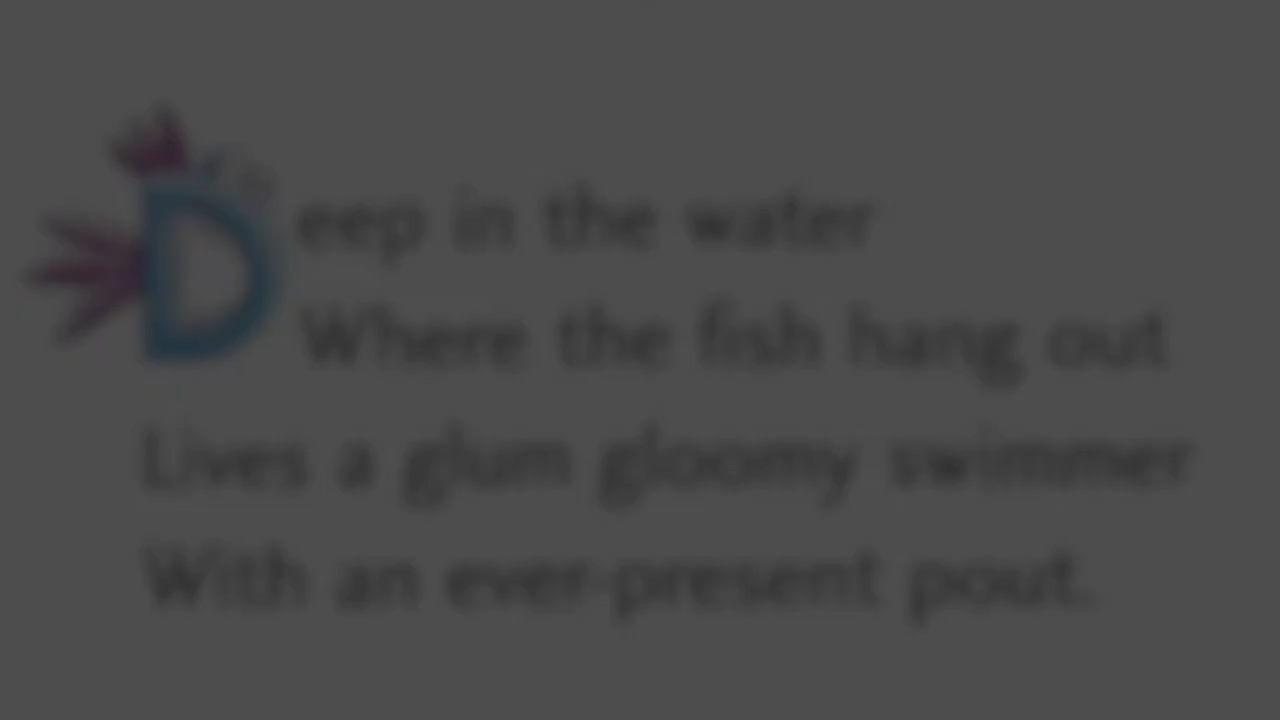 Deep in the water
Where the fish hang out
Lives a glum gloomy swimmer
With an ever-present pout.